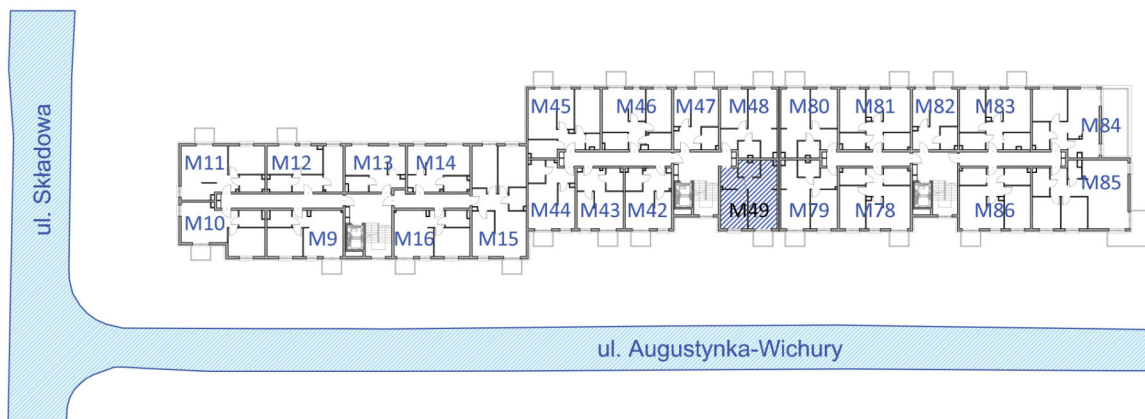 ul. Składowa
M45 M46 M47 M48 M80 M81 M82 M83 M84
M11 M12 M13 M14
M10 M9 M16 M15 M44 M43 M42 M49 M79 M78 M86 M85
ul. Augustynka-Wichury